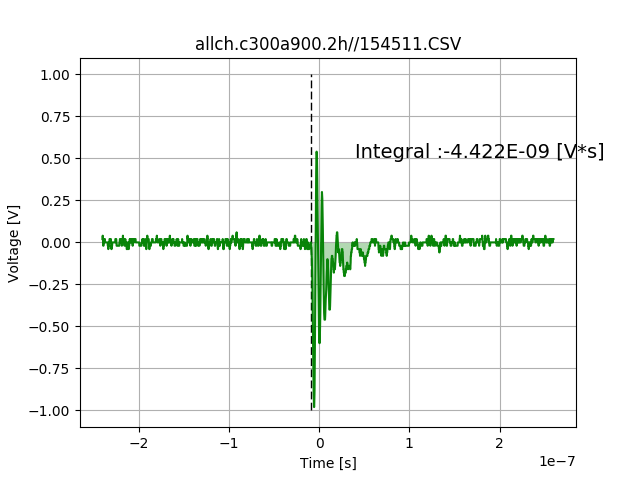 allch.c300a900.2h//154511.CSV
1.00
0.75
Integral :-4.422E-09 [V*s]
0.50
0.25
0.00
−0.25
−0.50
−0.75
−1.00
Voltage [V]
−2
−1
0
1
2
Time [s]
1e−7